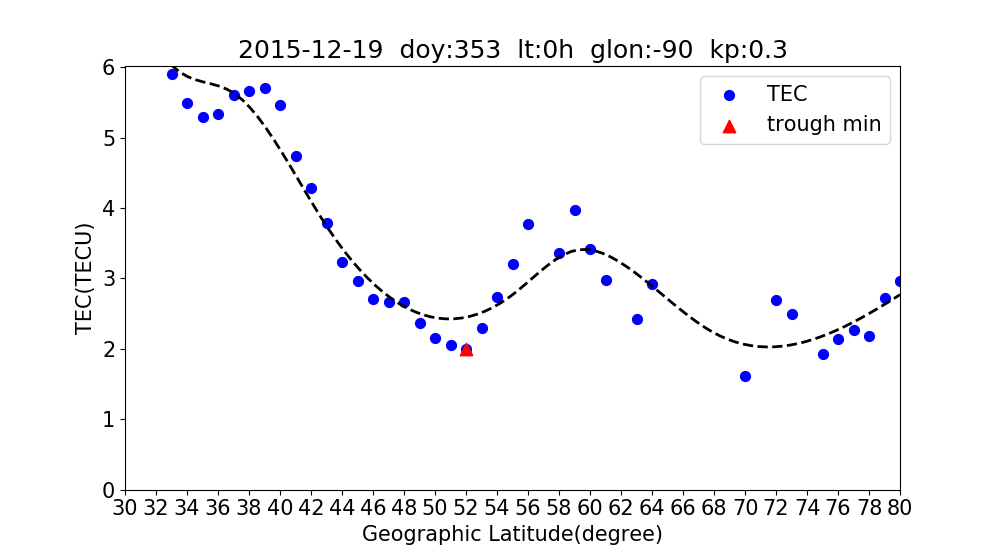 2015-12-19 doy:353 lt:0h glon:-90 kp:0.3
TEC
trough min
TEC(TECU)
6
5
4
3
2
1
0
30 32 34 36 38 40 42 44 46 48 50 52 54 56 58 60 62 64 66 68 70 72 74 76 78 80
Geographic Latitude(degree)